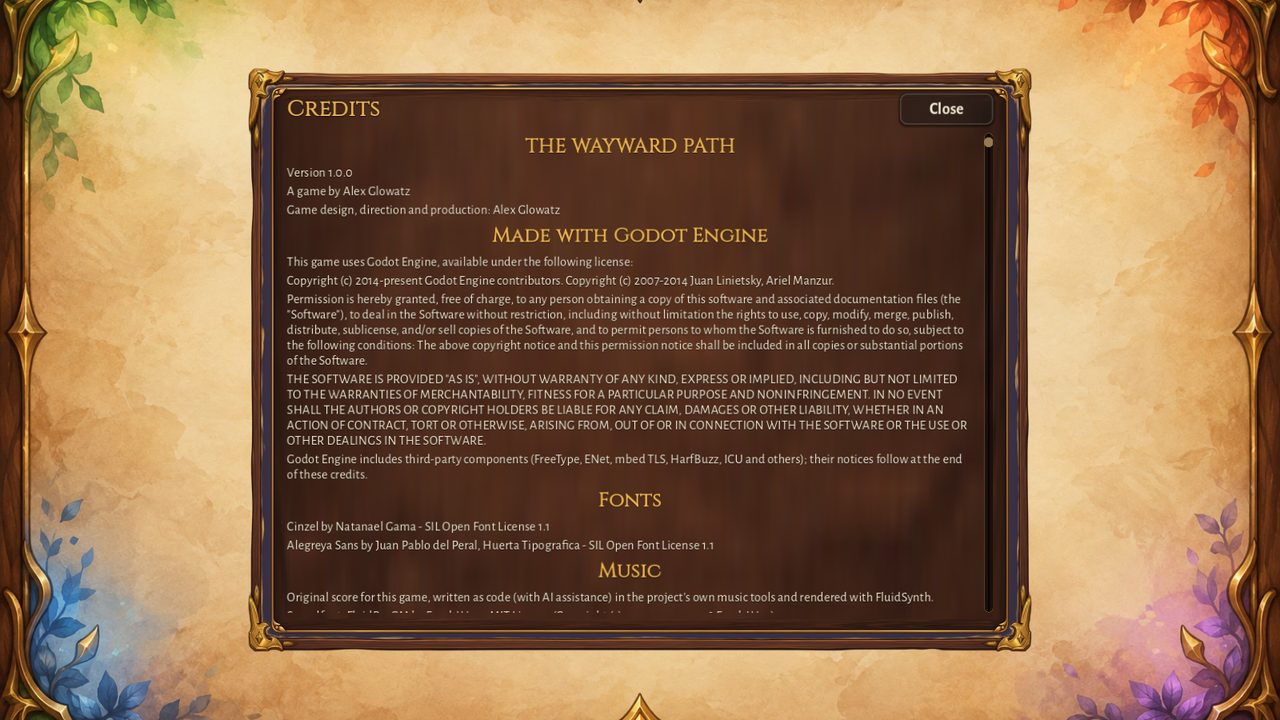 Credits
Close
THE WAYWARD PATH
Version 1.0.0
A game by Alex Glowatz
Game design, direction and production: Alex Glowatz
Made with Godot Engine
This game uses Godot Engine, available under the following license:
Copyright (c) 2014-present Godot Engine contributors. Copyright (c) 2007-2014 Juan Linietsky, Ariel Manzur.
Permission is hereby granted, free of charge, to any person obtaining a copy of this software and associated documentation files (the
"Software"), to deal in the Software without restriction, including without limitation the rights to use, copy, modify, merge, publish,
distribute, sublicense, and/or sell copies of the Software, and to permit persons to whom the Software is furnished to do so, subject to
the following conditions: The above copyright notice and this permission notice shall be included in all copies or substantial portions
of the Software.
THE SOFTWARE IS PROVIDED "AS IS", WITHOUT WARRANTY OF ANY KIND, EXPRESS OR IMPLIED, INCLUDING BUT NOT LIMITED
TO THE WARRANTIES OF MERCHANTABILITY, FITNESS FOR A PARTICULAR PURPOSE AND NONINFRINGEMENT. IN NO EVENT
SHALL THE AUTHORS OR COPYRIGHT HOLDERS BE LIABLE FOR ANY CLAIM, DAMAGES OR OTHER LIABILITY, WHETHER IN AN
ACTION OF CONTRACT, TORT OR OTHERWISE, ARISING FROM, OUT OF OR IN CONNECTION WITH THE SOFTWARE OR THE USE OR
OTHER DEALINGS IN THE SOFTWARE.
Godot Engine includes third-party components (FreeType, ENet, mbed TLS, HarfBuzz, ICU and others); their notices follow at the end
of these credits.
Fonts
Cinzel by Natanael Gama - SIL Open Font License 1.1
Alegreya Sans by Juan Pablo del Peral, Huerta Tipografica - SIL Open Font License 1.1
Music
Original score for this game, written as code (with AI assistance) in the project's own music tools and rendered with FluidSynth.